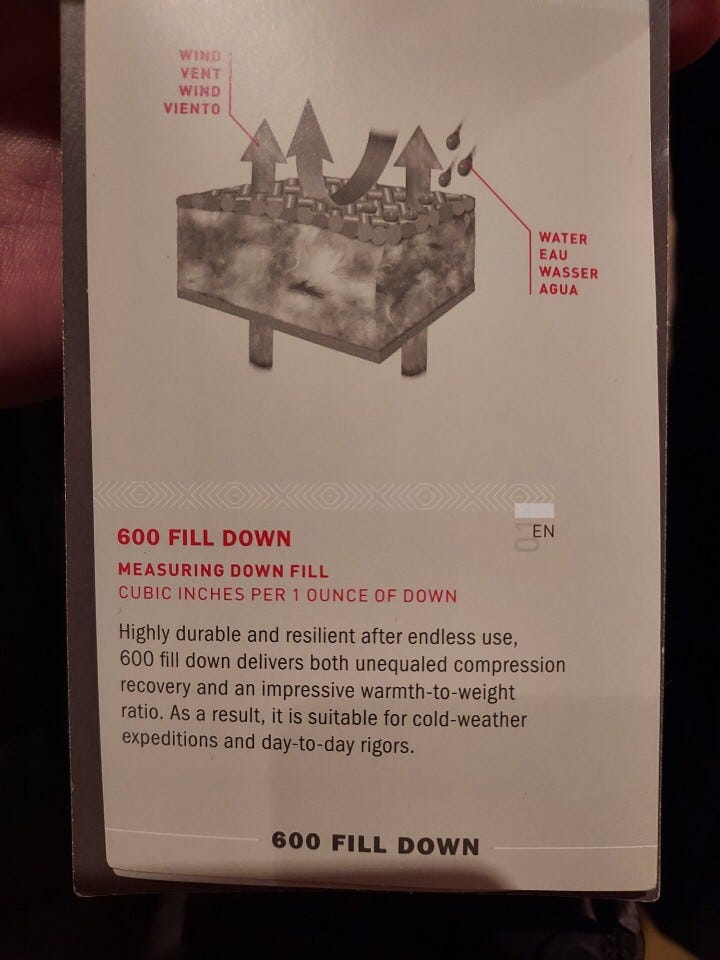 WIND
VENT
WIND
VIENTO
WATER
EAU
WASSER
AGUA
600 FILL DOWN
EN
MEASURING DOWN FILL
CUBIC INCHES PER 1 OUNCE OF DOWN
Highly durable and resilient after endless use,
600 fill down delivers both unequaled compression
recovery and an impressive warmth-to-weight
ratio. As a result, it is suitable for cold-weather
expeditions and day-to-day rigors.
600 FILL DOWN